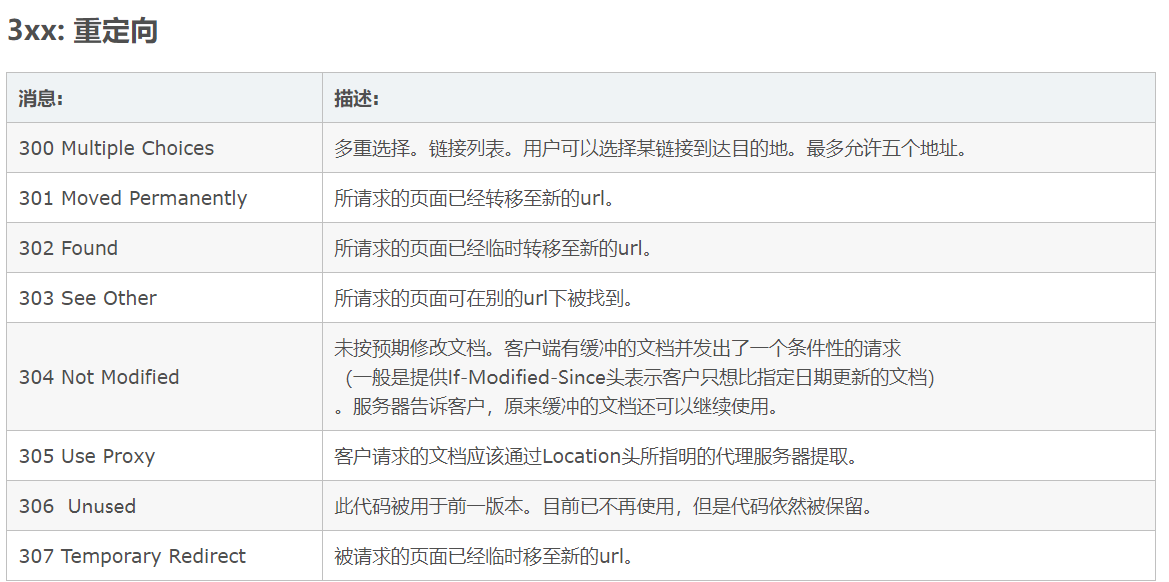 3xx: 重定向
消息:
描述:
300 Multiple Choices
多重选择。链接列表。用户可以选择某链接到达目的地。最多允许五个地址。
301 Moved Permanently
所请求的页面已经转移至新的url。
302 Found
所请求的页面已经临时转移至新的url。
303 See Other
所请求的页面可在别的url下被找到。
304 Not Modified
未按预期修改文档。客户端有缓冲的文档并发出了一个条件性的请求
（一般是提供If-Modified-Since头表示客户只想比指定日期更新的文档）
。服务器告诉客户，原来缓冲的文档还可以继续使用。
305 Use Proxy
客户请求的文档应该通过Location头所指明的代理服务器提取。
306 Unused
此代码被用于前一版本。目前已不再使用，但是代码依然被保留。
307 Temporary Redirect
被请求的页面已经临时移至新的url。